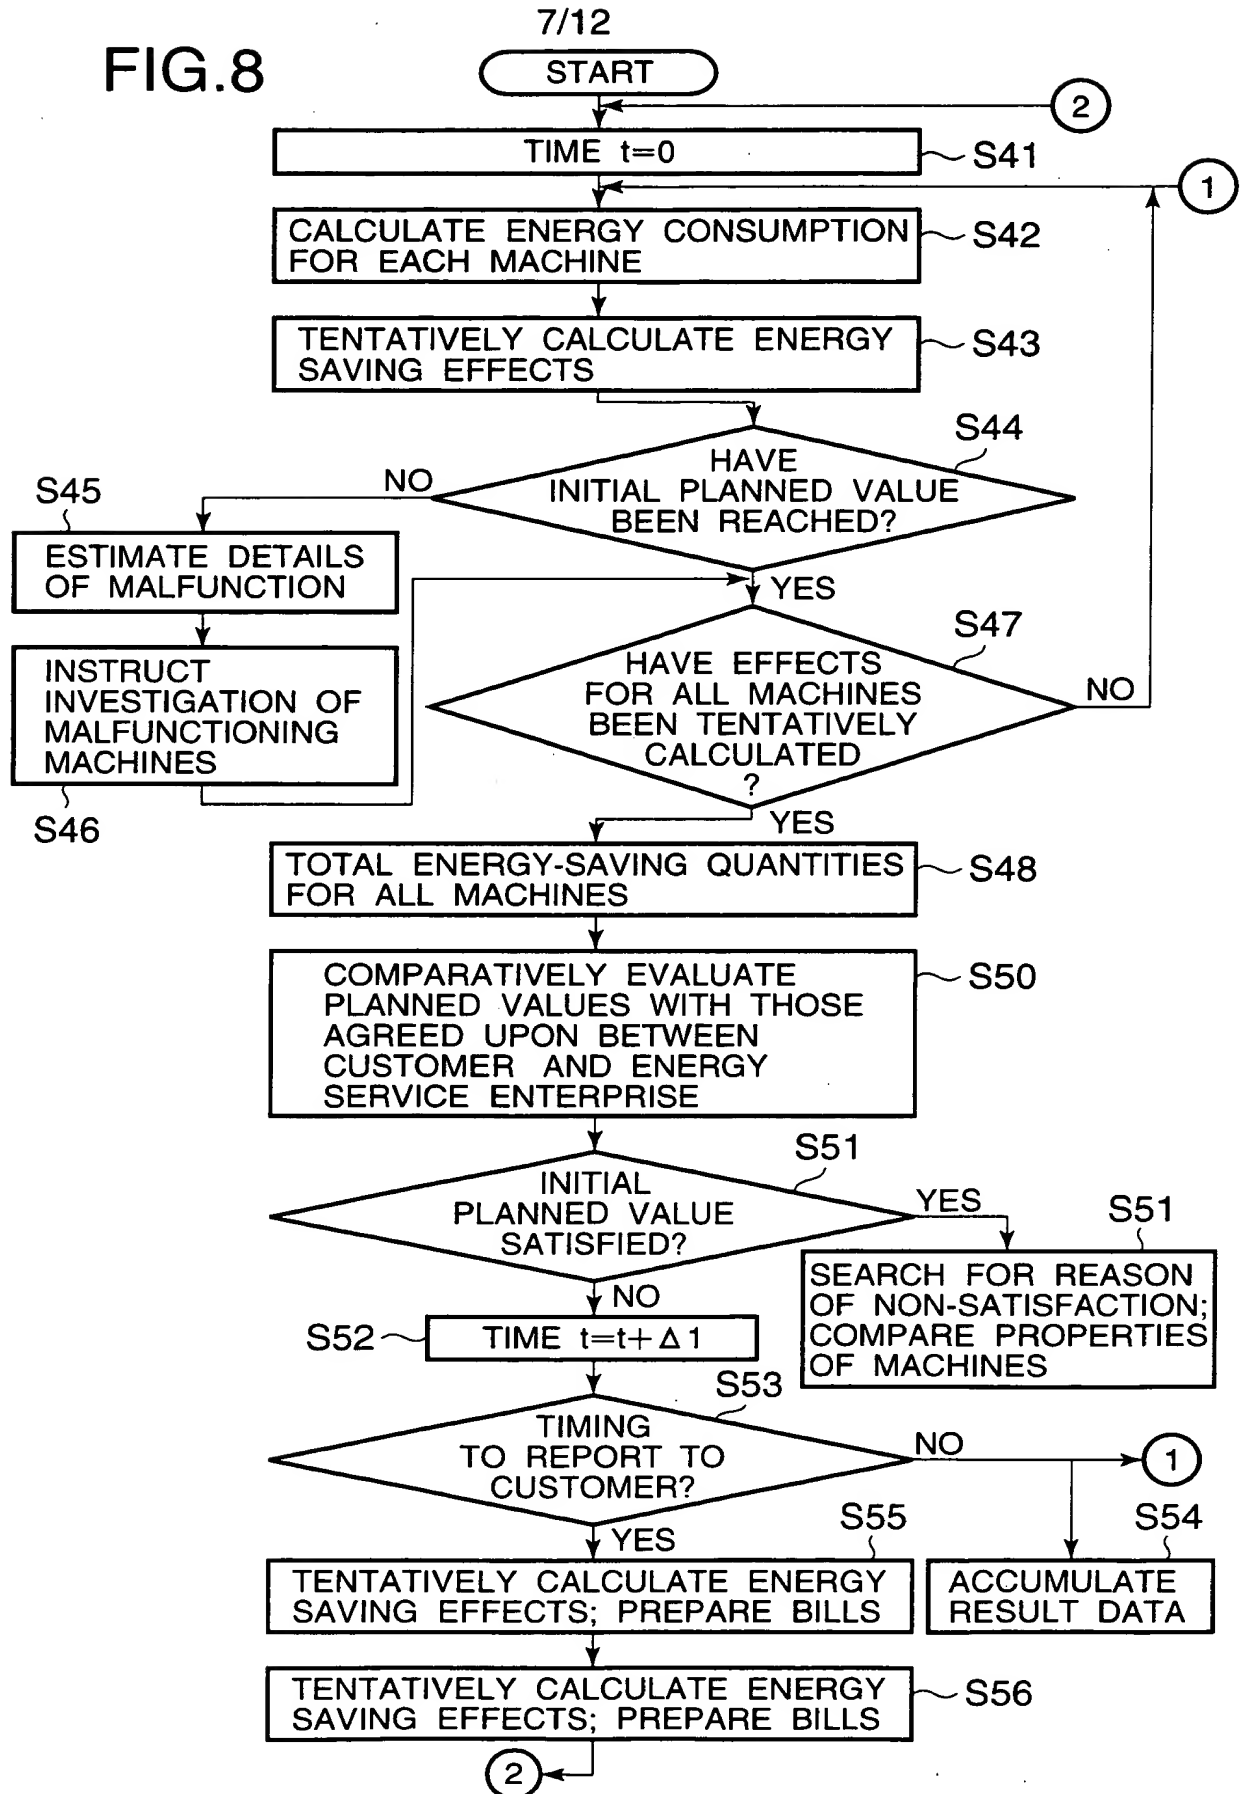 7/12
FIG.8
START
2
TIME t=0
S41
1
CALCULATE ENERGY CONSUMPTION
FOR EACH MACHINE
S42
TENTATIVELY CALCULATE ENERGY
SAVING EFFECTS
S43
S44
HAVE
INITIAL PLANNED VALUE
BEEN REACHED?
NO
YES
S45
ESTIMATE DETAILS
OF MALFUNCTION
INSTRUCT
INVESTIGATION OF
MALFUNCTIONING
MACHINES
S46
S47
HAVE EFFECTS
FOR ALL MACHINES
BEEN TENTATIVELY
CALCULATED
?
NO
YES
TOTAL ENERGY-SAVING QUANTITIES
FOR ALL MACHINES
S48
COMPARATIVELY EVALUATE
PLANNED VALUES WITH THOSE
AGREED UPON BETWEEN
CUSTOMER AND ENERGY
SERVICE ENTERPRISE
S50
S51
INITIAL
PLANNED VALUE
SATISFIED?
YES
S51
SEARCH FOR REASON
OF NON-SATISFACTION;
COMPARE PROPERTIES
OF MACHINES
NO
S52
TIME t=t+Δ1
S53
TIMING
TO REPORT TO
CUSTOMER?
NO
1
YES
S55
S54
TENTATIVELY CALCULATE ENERGY
SAVING EFFECTS; PREPARE BILLS
ACCUMULATE
RESULT DATA
TENTATIVELY CALCULATE ENERGY
SAVING EFFECTS; PREPARE BILLS
S56
2